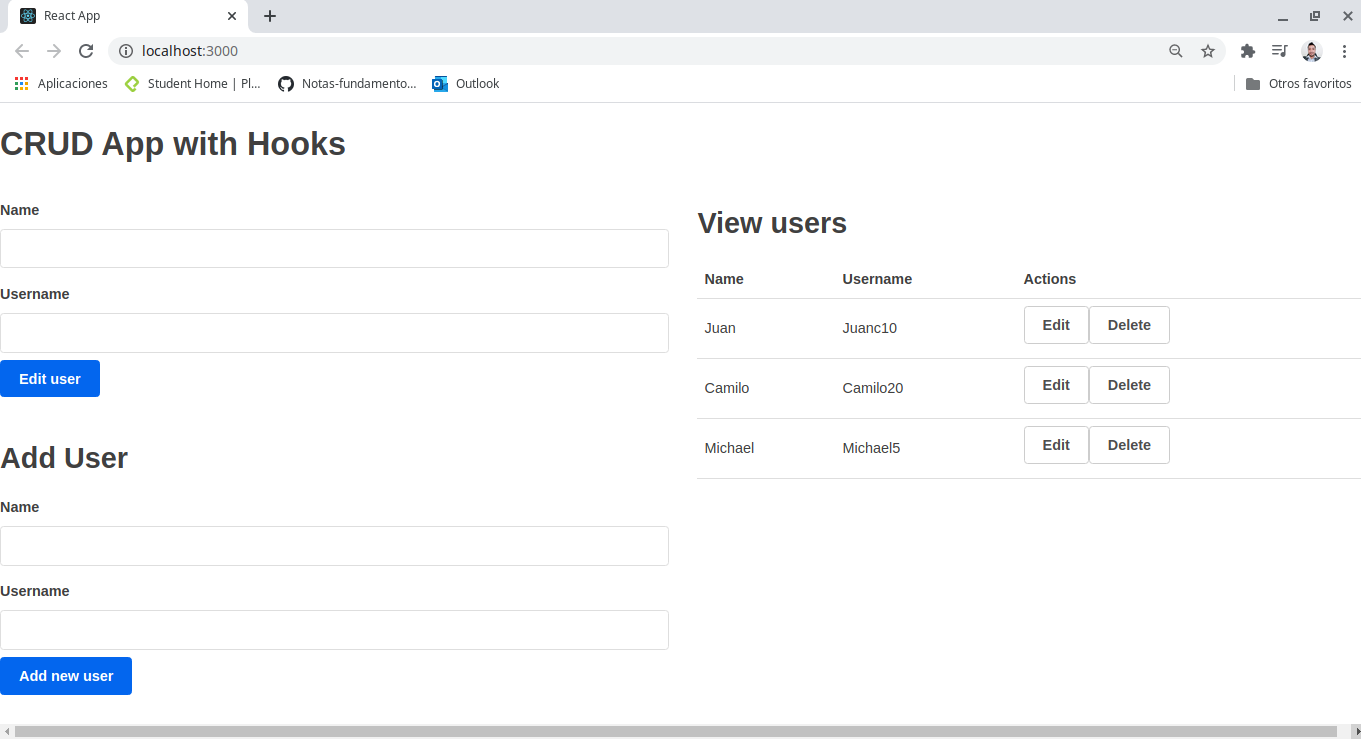 React App
localhost:3000
Aplicaciones
Student Home | Pl...
Notas-fundamento...
Outlook
Otros favoritos
CRUD App with Hooks
Name
Username
Edit user
Add User
Name
Username
Add new user
View users
Name Username Actions
Juan Juanc10 Edit Delete
Camilo Camilo20 Edit Delete
Michael Michael5 Edit Delete